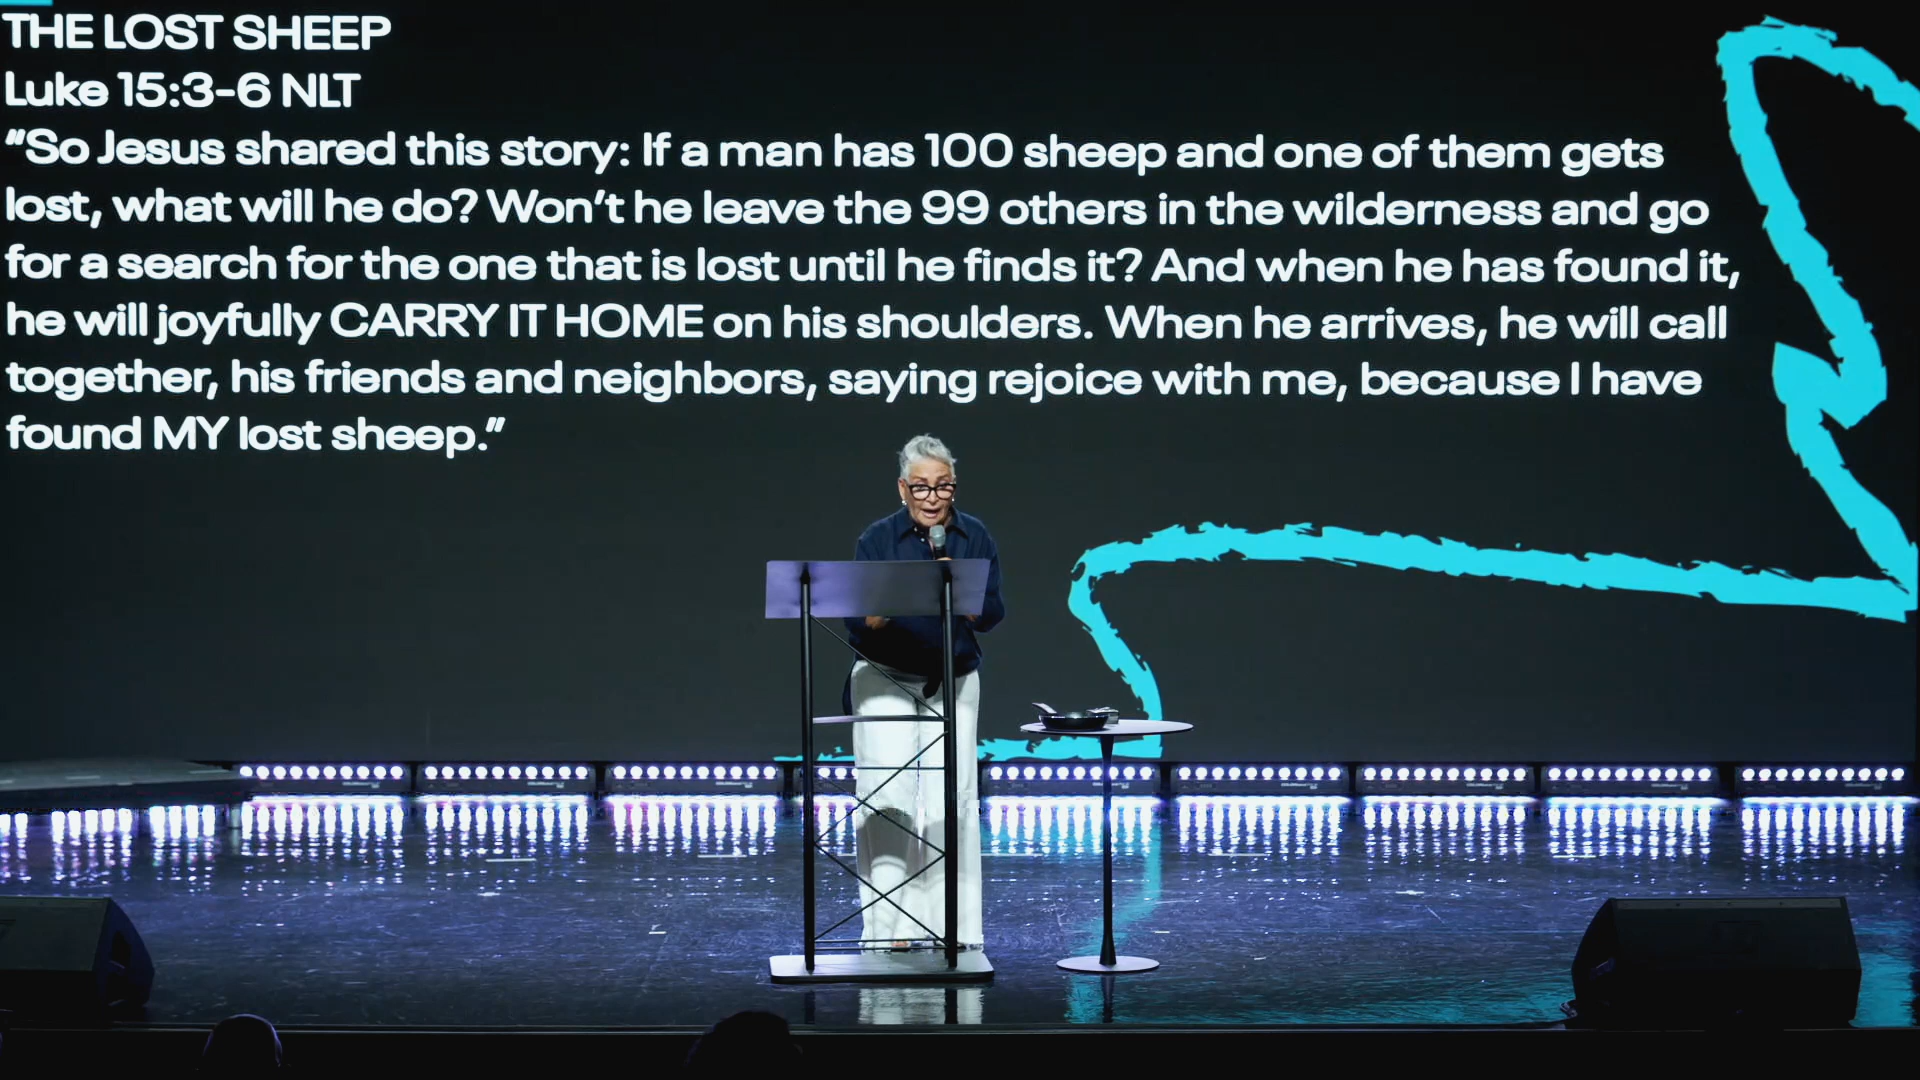 THE LOST SHEEP
Luke 15:3-6 NLT
“So Jesus shared this story: If a man has 100 sheep and one of them gets
lost, what will he do? Won’t he leave the 99 others in the wilderness and go
for a search for the one that is lost until he finds it? And when he has found it,
he will joyfully CARRY IT HOME on his shoulders. When he arrives, he will call
together, his friends and neighbors, saying rejoice with me, because I have
found MY lost sheep.”